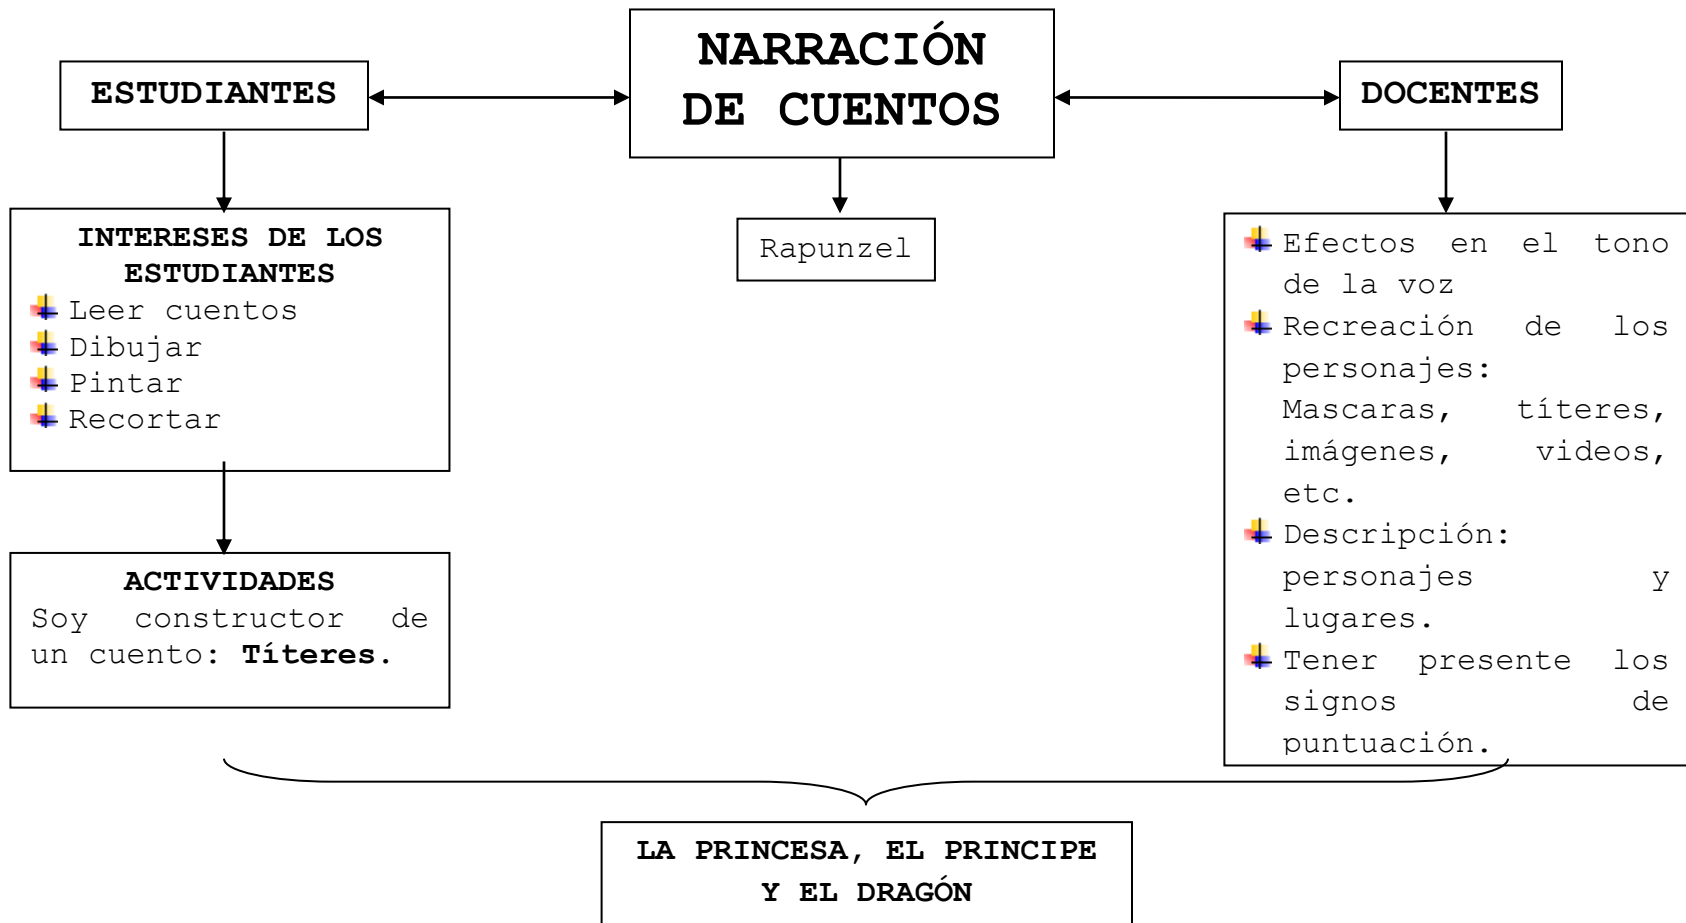 NARRACIÓN
DE CUENTOS
ESTUDIANTES
DOCENTES
Rapunzel
INTERESES DE LOS
ESTUDIANTES
Leer cuentos
Dibujar
Pintar
Recortar
ACTIVIDADES
Soy constructor de
un cuento: Títeres.
Efectos en el tono
de la voz
Recreación de los
personajes:
Mascaras, títeres,
imágenes, videos,
etc.
Descripción:
personajes y
lugares.
Tener presente los
signos de
puntuación.
LA PRINCESA, EL PRINCIPE
Y EL DRAGÓN